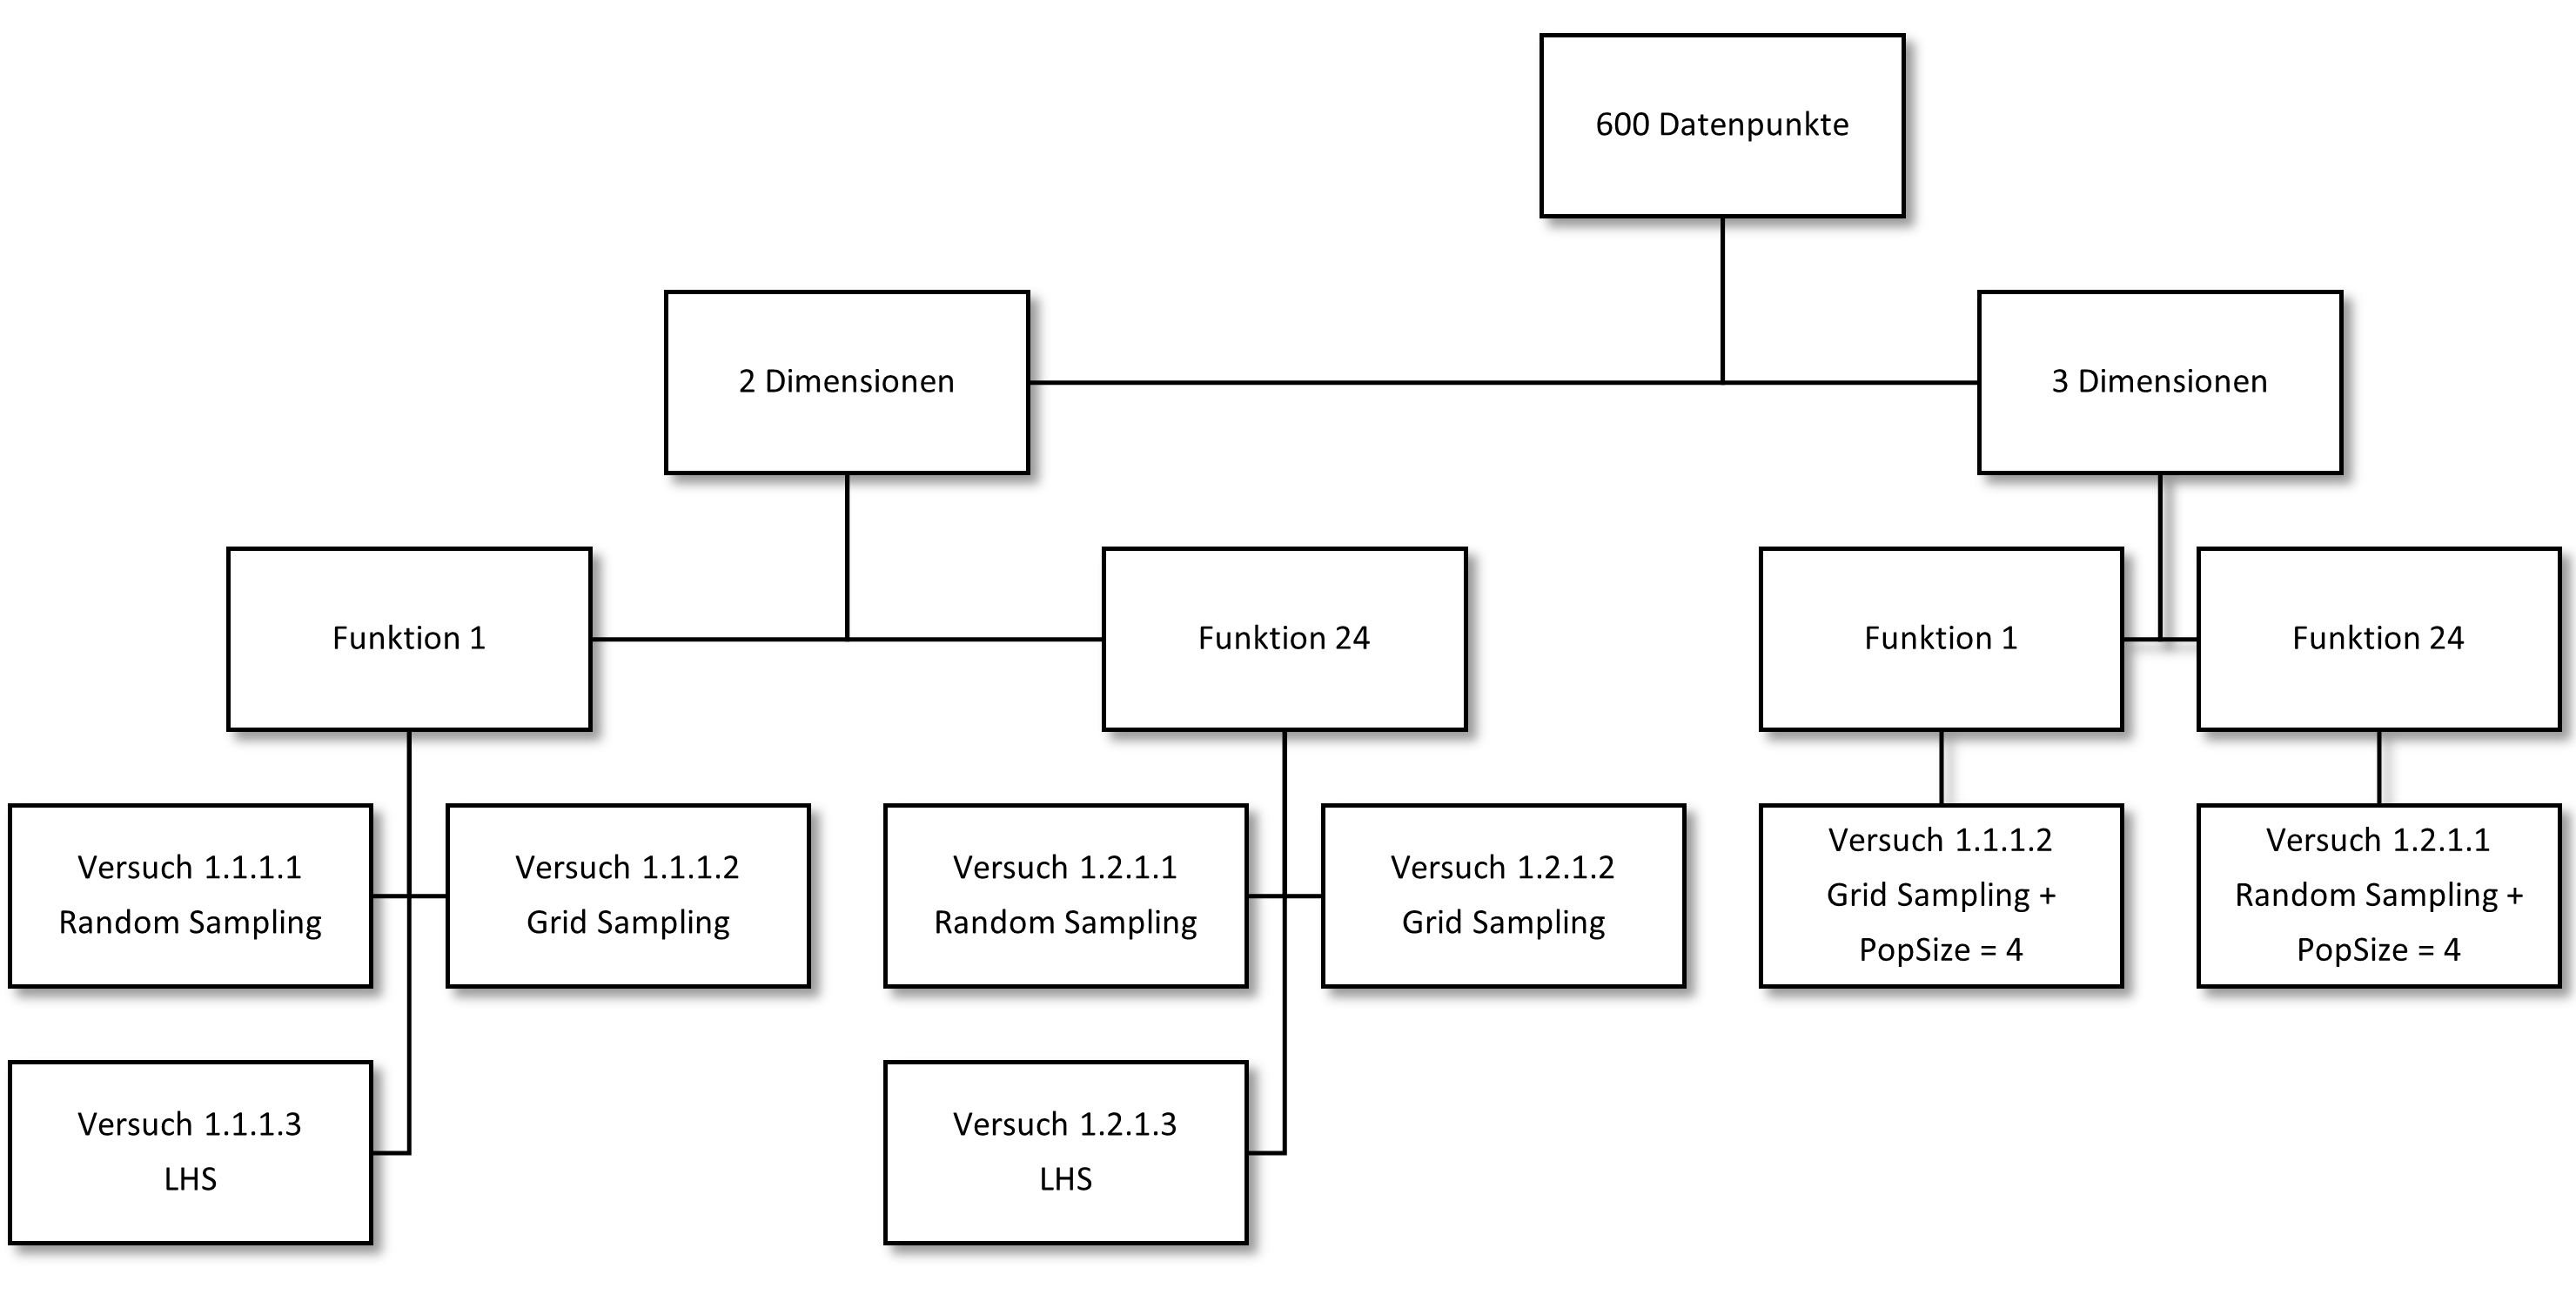 600 Datenpunkte
2 Dimensionen
3 Dimensionen
Funktion 1
Funktion 24
Funktion 1
Funktion 24
Versuch 1.1.1.1
Random Sampling
Versuch 1.1.1.2
Grid Sampling
Versuch 1.2.1.1
Random Sampling
Versuch 1.2.1.2
Grid Sampling
Versuch 1.1.1.2
Grid Sampling +
PopSize = 4
Versuch 1.2.1.1
Random Sampling +
PopSize = 4
Versuch 1.1.1.3
LHS
Versuch 1.2.1.3
LHS